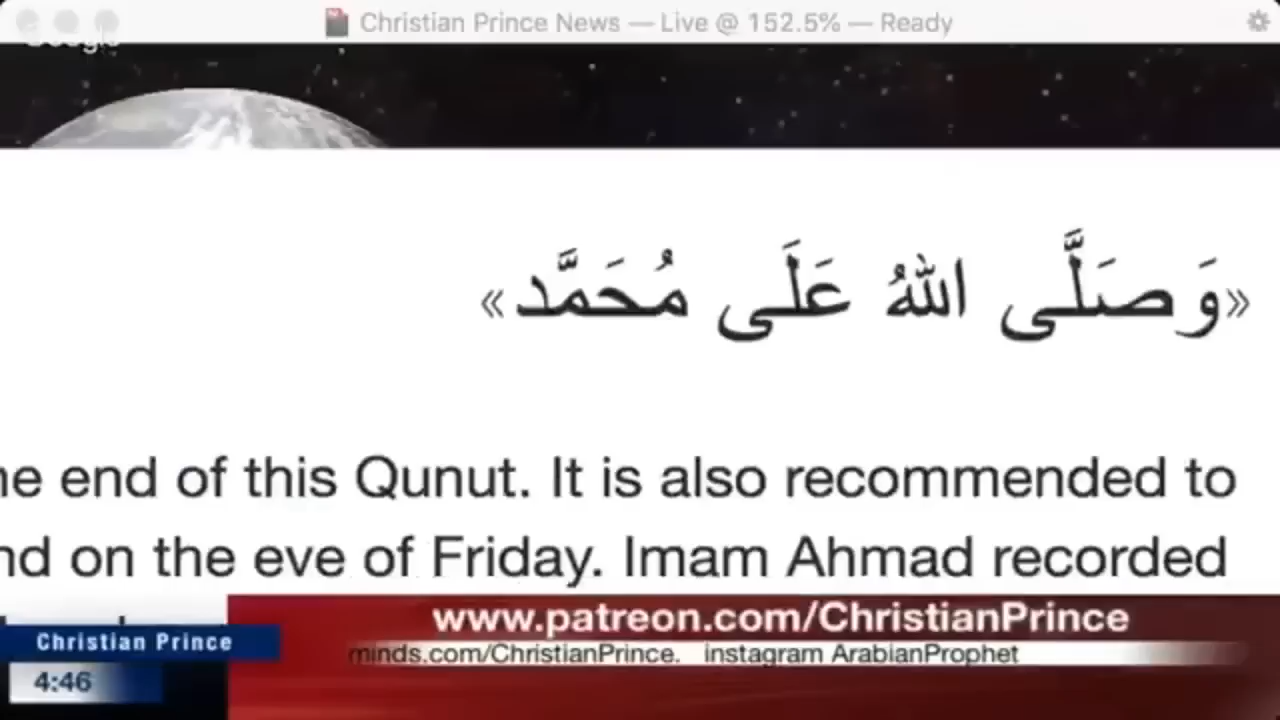 Christian Prince News — Live @ 152.5% — Ready
Google
«وَصَلَّى اللهُ عَلَى مُحَمَّد»
end of this Qunut. It is also recommended to
on the eve of Friday. Imam Ahmad recorded
www.patreon.com/ChristianPrince
Christian Prince
minds.com/ChristianPrince. instagram ArabianProphet
4:46